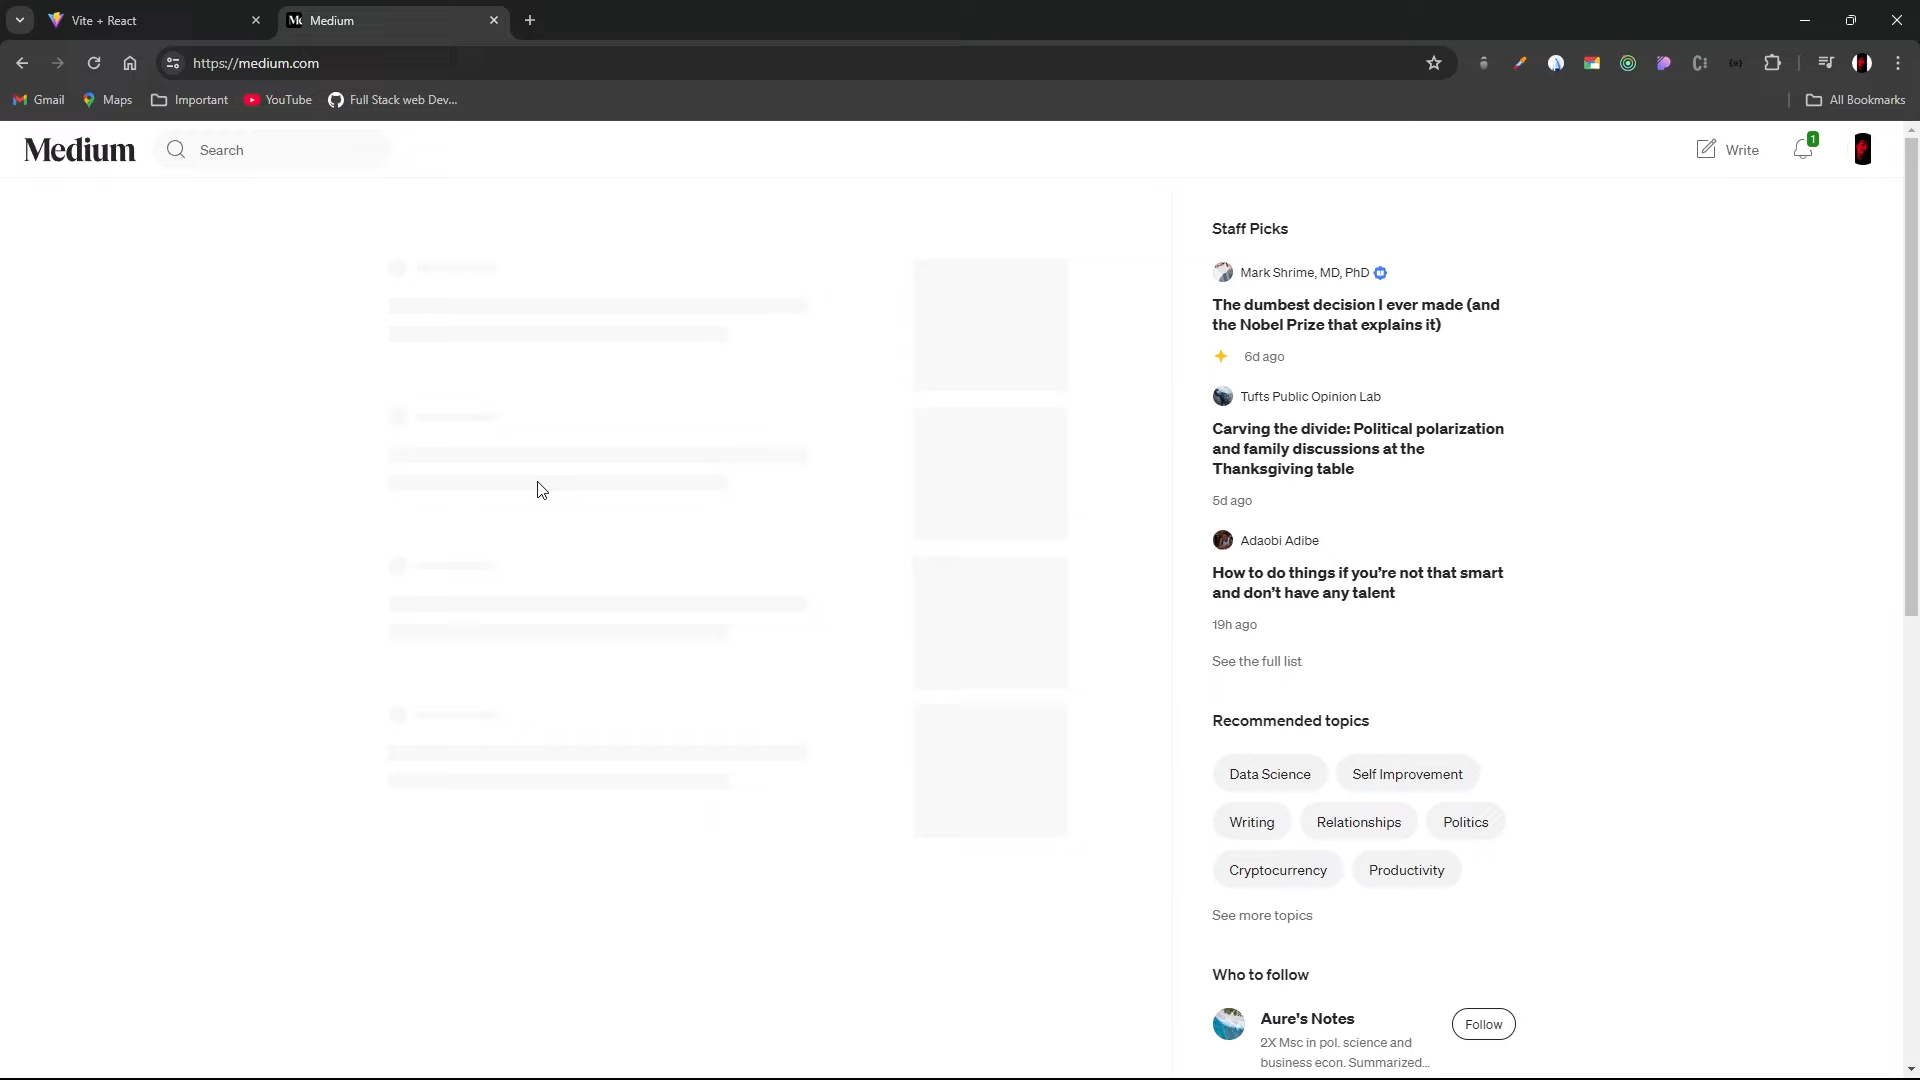 Vite + React
Medium
https://medium.com
Gmail
Maps
Important
YouTube
Full Stack web Dev...
All Bookmarks
Medium
Search
Write
1
Staff Picks
Mark Shrime, MD, PhD
The dumbest decision I ever made (and
the Nobel Prize that explains it)
6d ago
Tufts Public Opinion Lab
Carving the divide: Political polarization
and family discussions at the
Thanksgiving table
5d ago
Adaobi Adibe
How to do things if you’re not that smart
and don’t have any talent
19h ago
See the full list
Recommended topics
Data Science
Self Improvement
Writing
Relationships
Politics
Cryptocurrency
Productivity
See more topics
Who to follow
Aure's Notes
Follow
2X Msc in pol. science and
business econ. Summarized...